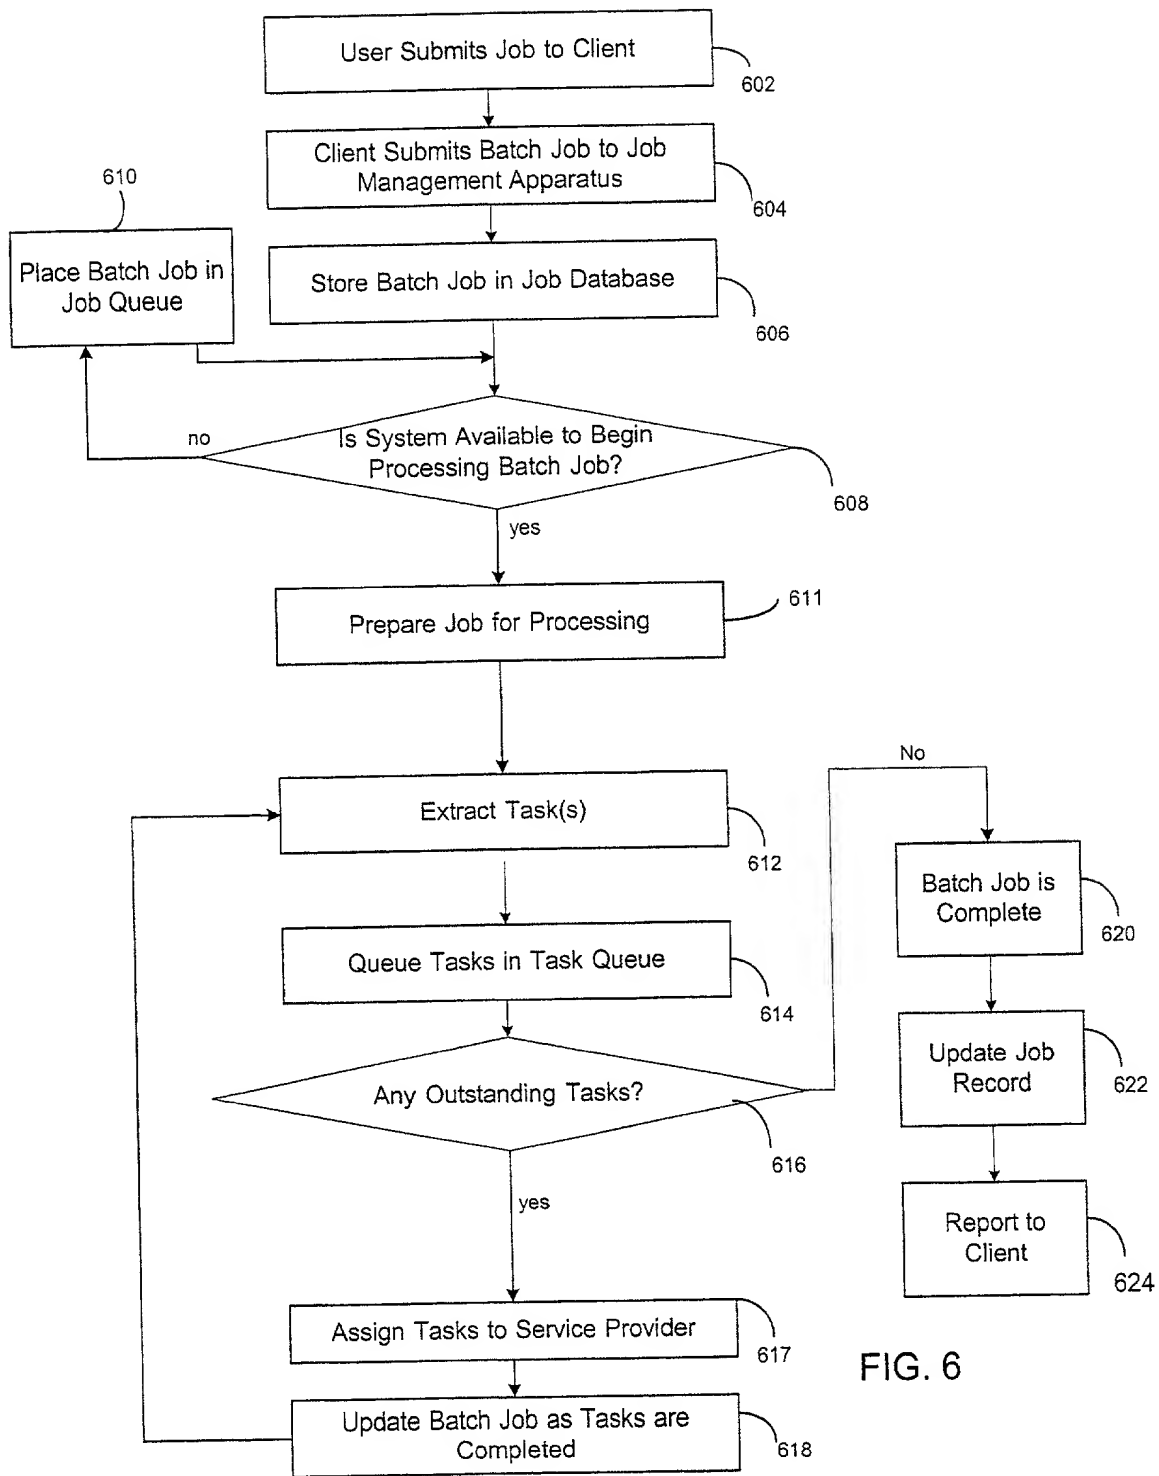 User Submits Job to Client
602
Client Submits Batch Job to Job
Management Apparatus
604
610
Place Batch Job in
Job Queue
Store Batch Job in Job Database
606
no
Is System Available to Begin
Processing Batch Job?
608
yes
Prepare Job for Processing
611
No
Extract Task(s)
612
Batch Job is
Complete
620
Queue Tasks in Task Queue
614
Update Job
Record
622
Any Outstanding Tasks?
616
yes
Report to
Client
624
Assign Tasks to Service Provider
617
FIG. 6
Update Batch Job as Tasks are
Completed
618